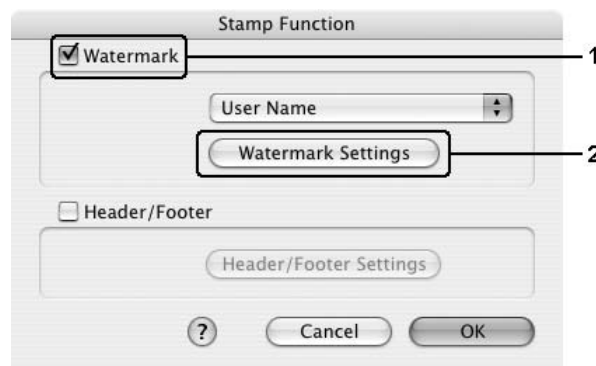 Stamp Function
Watermark
1
User Name
Watermark Settings
2
Header/Footer
Header/Footer Settings
?
Cancel
OK